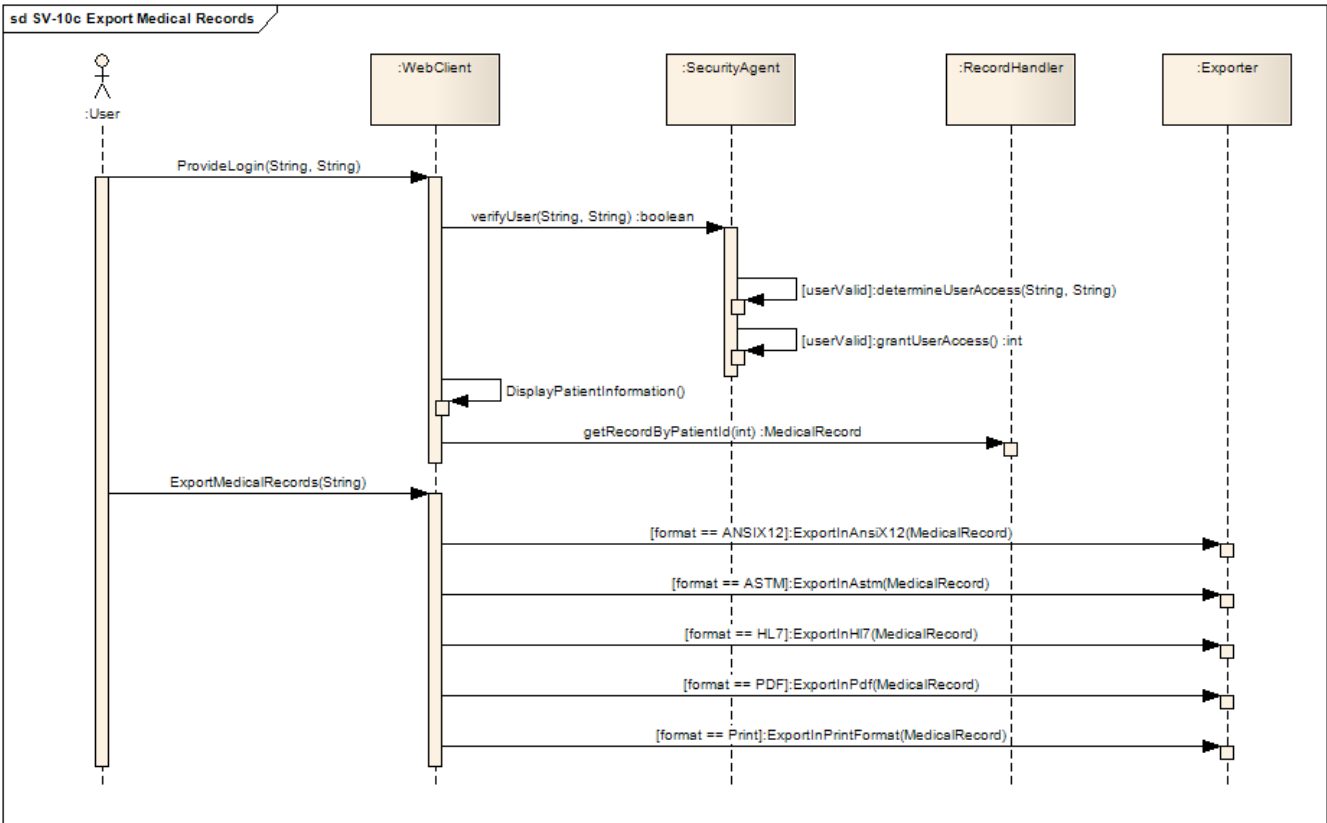 sd SV-10c Export Medical Records
:User
:WebClient
:SecurityAgent
:RecordHandler
:Exporter
ProvideLogin(String, String)
verifyUser(String, String) :boolean
[userValid]:determineUserAccess(String, String)
[userValid]:grantUserAccess() :int
DisplayPatientInformation()
getRecordByPatientId(int) :MedicalRecord
ExportMedicalRecords(String)
[format == ANSIX12]:ExportInAnsiX12(MedicalRecord)
[format == ASTM]:ExportInAstm(MedicalRecord)
[format == HL7]:ExportInHl7(MedicalRecord)
[format == PDF]:ExportInPdf(MedicalRecord)
[format == Print]:ExportInPrintFormat(MedicalRecord)